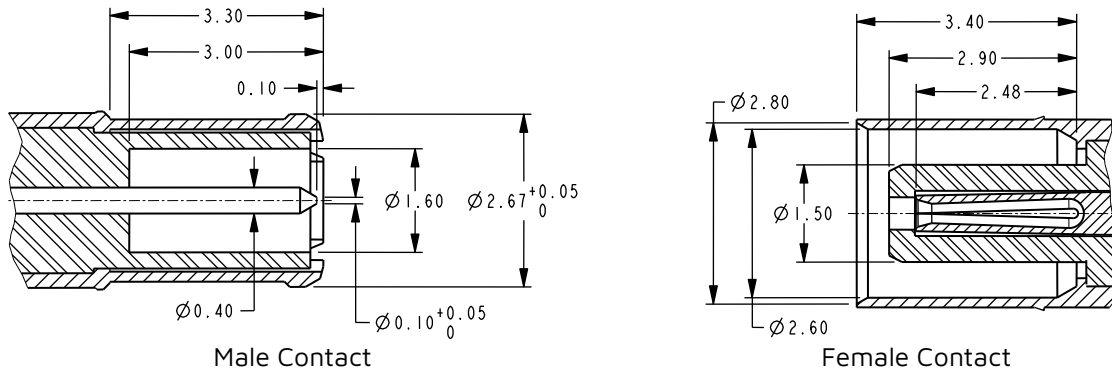 3.30
3.00
0.10
Ø1.60
Ø2.67 +0.05
0
Ø0.40
Ø0.10 +0.05
0
Male Contact
3.40
2.90
2.48
Ø2.80
Ø1.50
Ø2.60
Female Contact